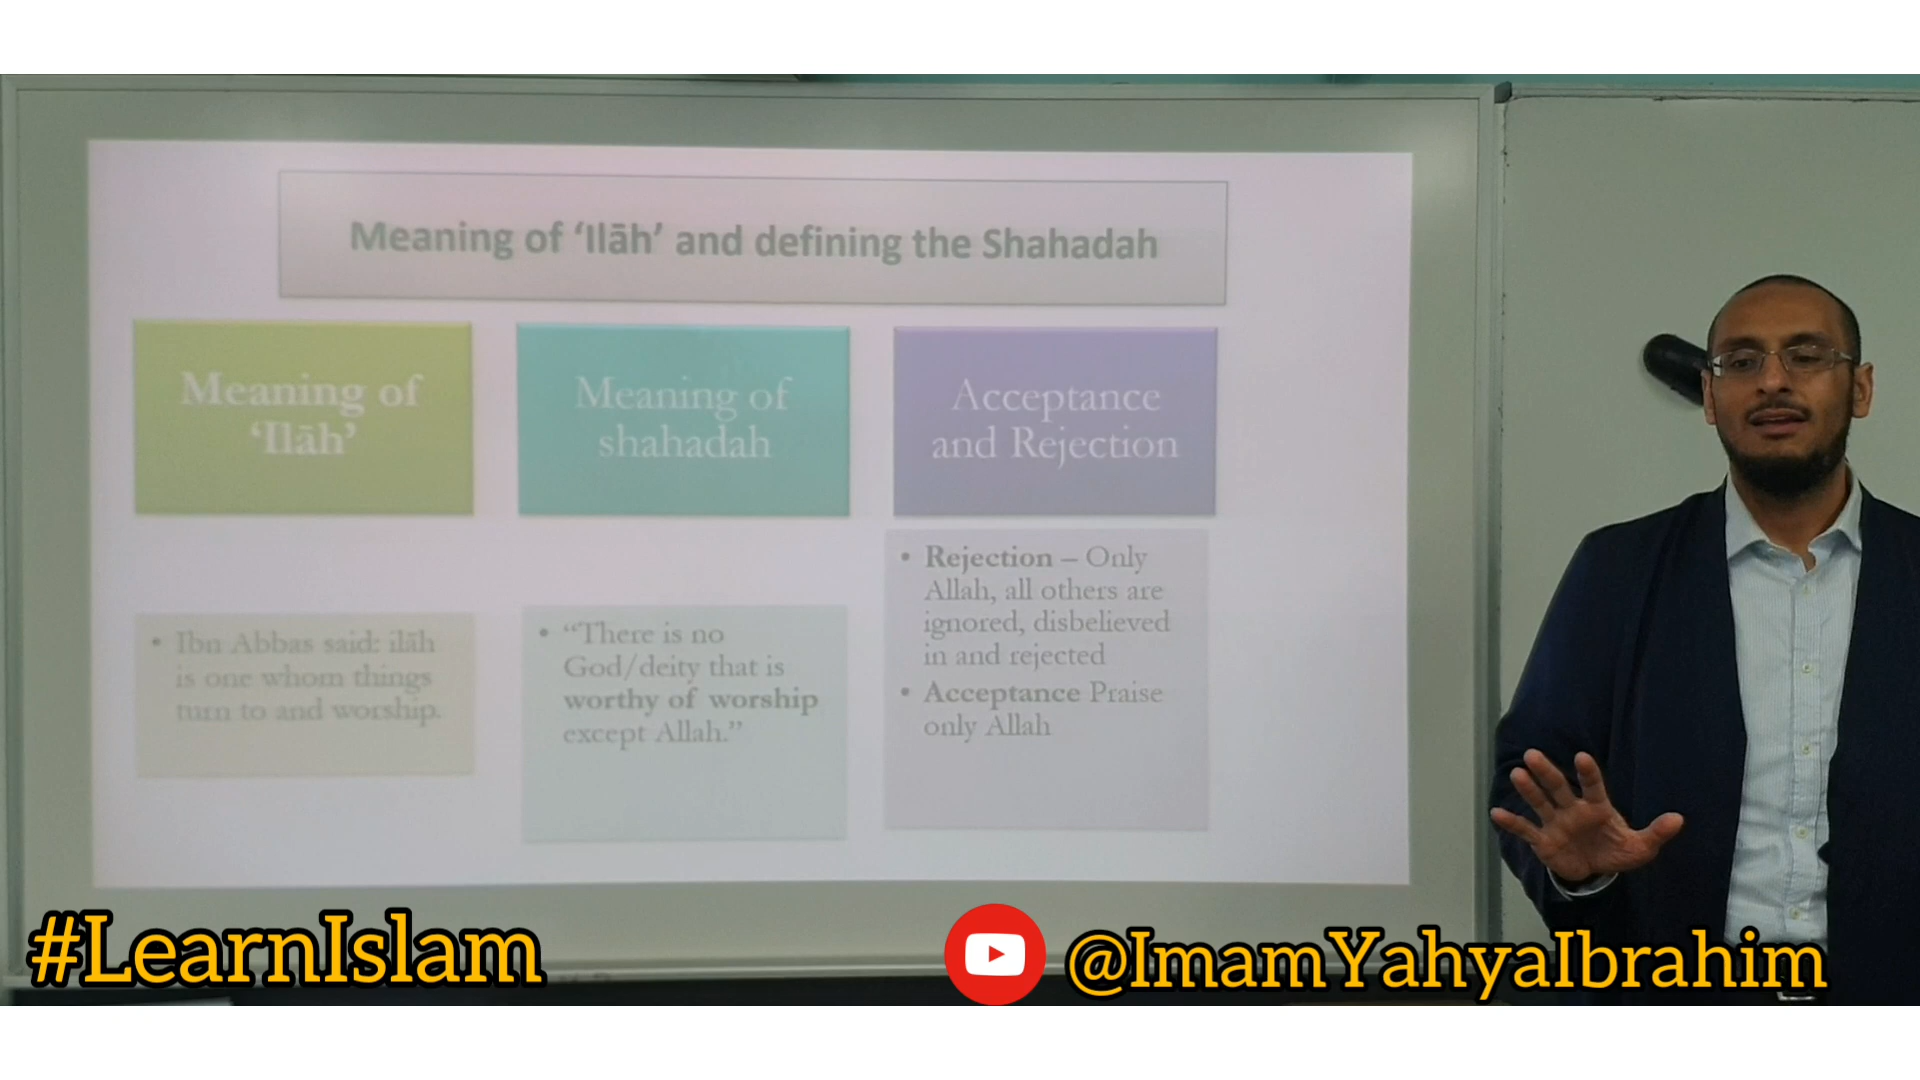 Meaning of ‘Ilāh’ and defining the Shahadah
Meaning of
‘Ilāh’
Meaning of
shahadah
Acceptance
and Rejection
• Ibn Abbas said: ilāh
is one whom things
turn to and worship.
• “There is no
God/deity that is
worthy of worship
except Allah.”
• Rejection – Only
Allah, all others are
ignored, disbelieved
in and rejected
• Acceptance Praise
only Allah
#LearnIslam
@ImamYahyaIbrahim